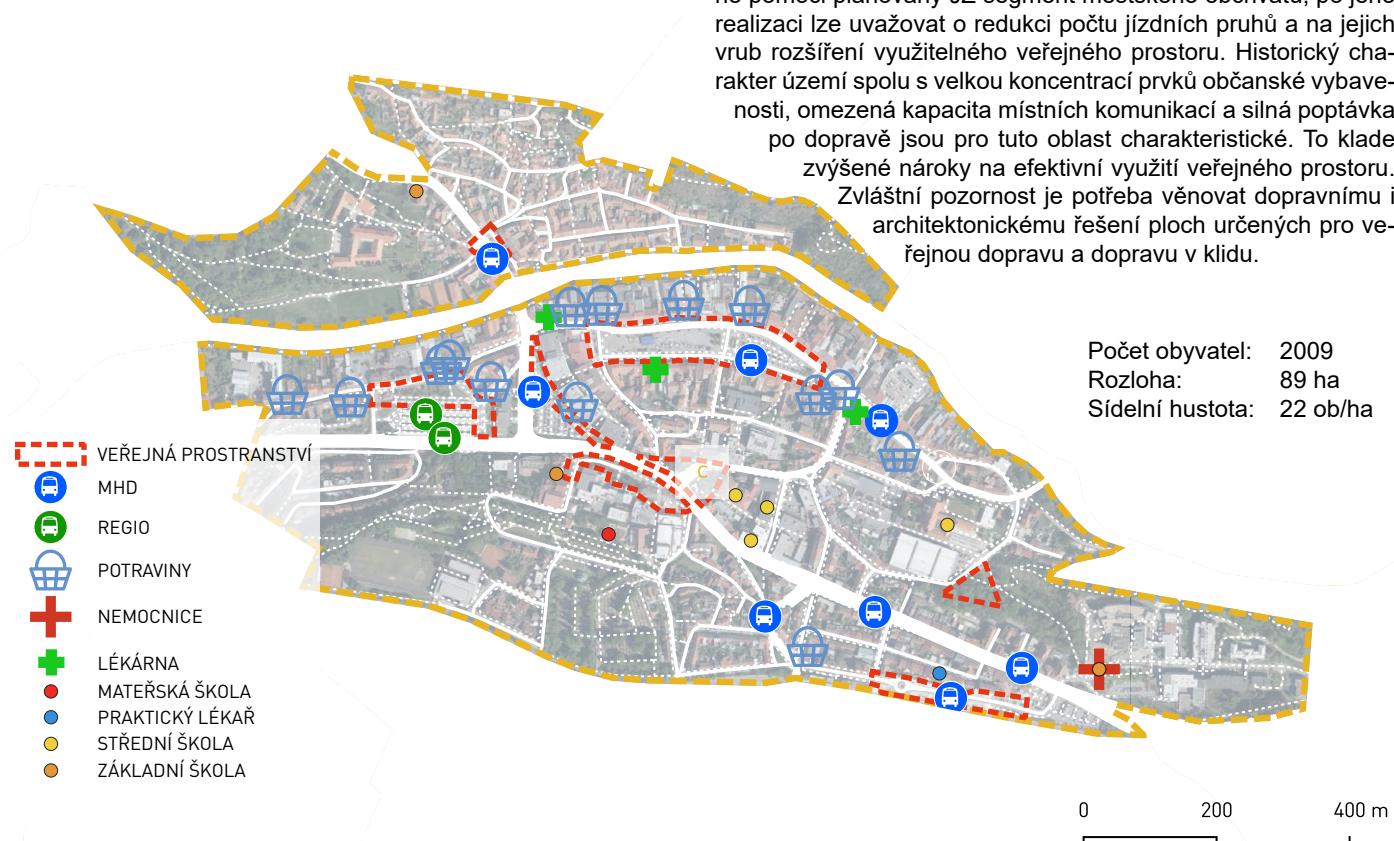 realizaci lze uvažovat o redukci počtu jízdních pruhů a na jejich
vrub rozšíření využitelného veřejného prostoru. Historický cha-
rakter území spolu s velkou koncentrací prvků občanské vybave-
nosti, omezená kapacita místních komunikací a silná poptávka
po dopravě jsou pro tuto oblast charakteristické. To klade
zvýšené nároky na efektivní využití veřejného prostoru.
Zvláštní pozornost je potřeba věnovat dopravnímu i
architektonickému řešení ploch určených pro ve-
řejnou dopravu a dopravu v klidu.
Počet obyvatel: 2009
Rozloha: 89 ha
Sídelní hustota: 22 ob/ha
C
VEŘEJNÁ PROSTRANSTVÍ
MHD
REGIO
POTRAVINY
NEMOCNICE
LÉKÁRNA
MATEŘSKÁ ŠKOLA
PRAKTICKÝ LÉKAŘ
STŘEDNÍ ŠKOLA
ZÁKLADNÍ ŠKOLA
0 200 400 m